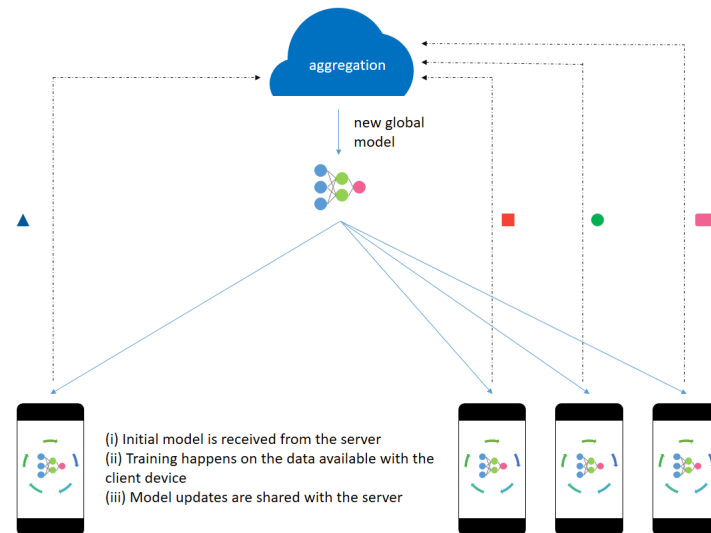 aggregation
new global
model
(i) Initial model is received from the server
(ii) Training happens on the data available with the
client device
(iii) Model updates are shared with the server